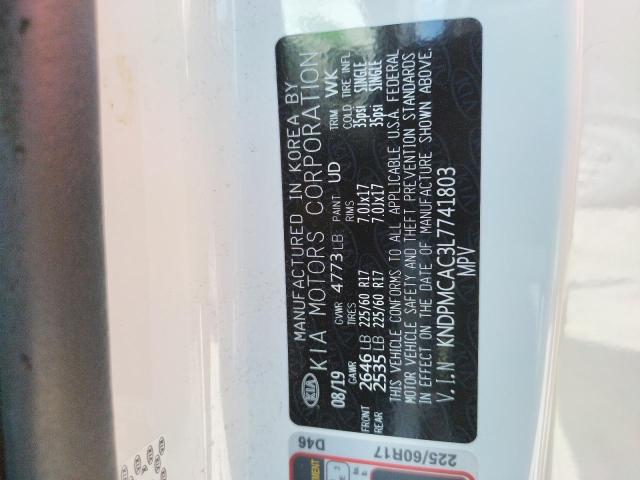 KIA
MANUFACTURED IN KOREA BY
KIA MOTORS CORPORATION
08/19 GVWR 4773 LB PAINT UD TRIM WK
GAWR TIRES RIMS COLD TIRE INFL
FRONT 2646 LB 225/60 R17 7.0Jx17 35psi SINGLE
REAR 2535 LB 225/60 R17 7.0Jx17 35psi SINGLE
THIS VEHICLE CONFORMS TO ALL APPLICABLE U.S.A. FEDERAL
MOTOR VEHICLE SAFETY AND THEFT PREVENTION STANDARDS
IN EFFECT ON THE DATE OF MANUFACTURE SHOWN ABOVE.
V.I.N KNDPMCAC3L7741803
MPV
D46
225/60R17